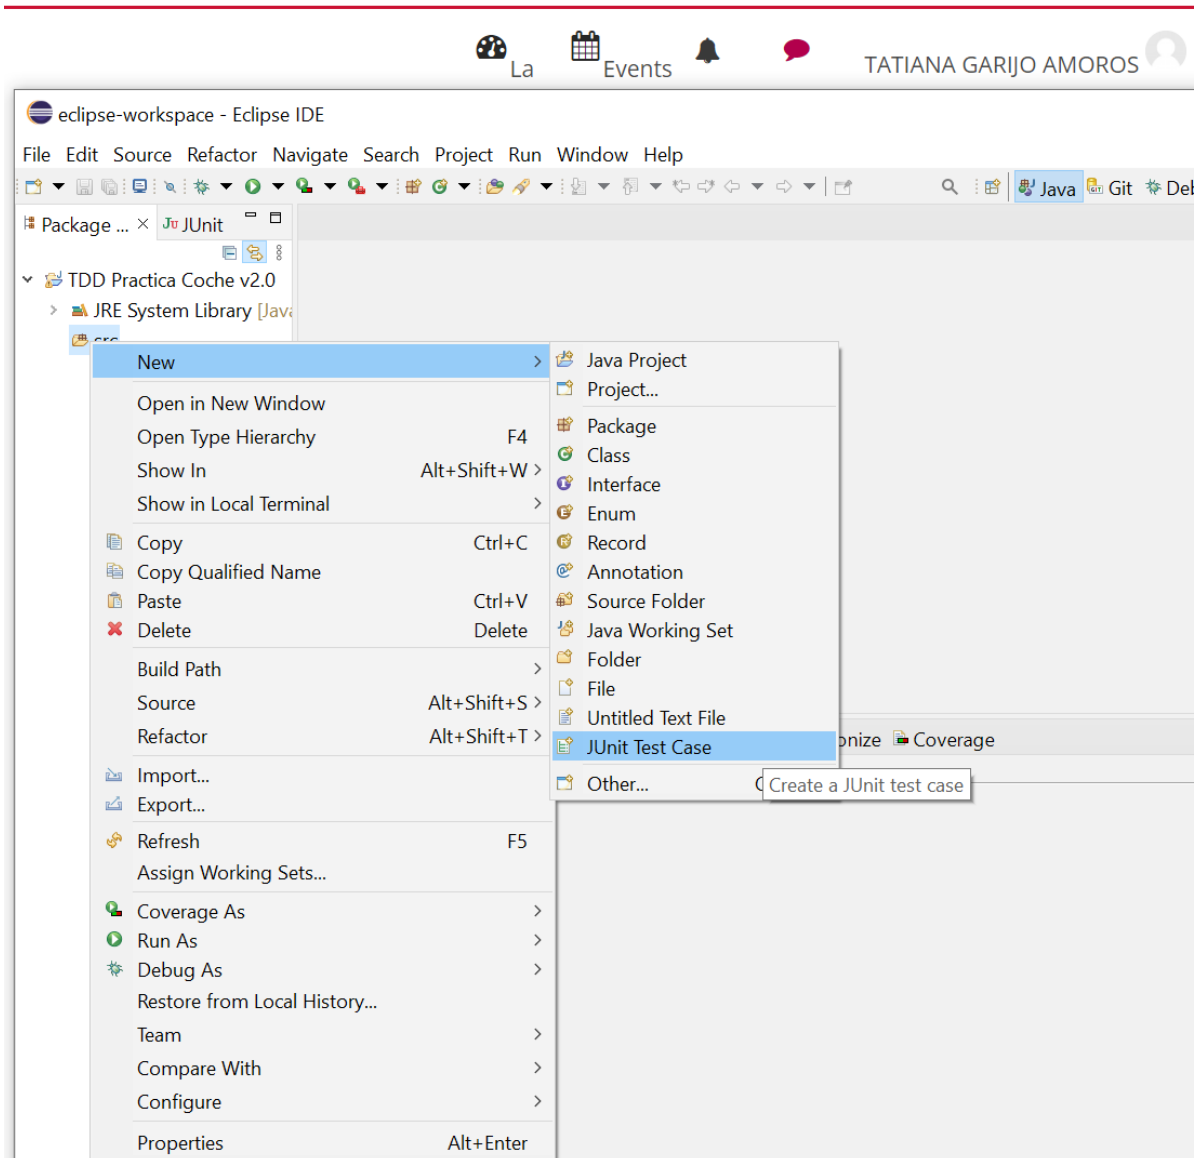 La Events TATIANA GARIJO AMOROS
eclipse-workspace - Eclipse IDE
File Edit Source Refactor Navigate Search Project Run Window Help
Java Git Deb
Package ... JUnit
TDD Practica Coche v2.0
JRE System Library [Java
src
New
Open in New Window
Open Type Hierarchy F4
Show In Alt+Shift+W
Show in Local Terminal
Copy Ctrl+C
Copy Qualified Name
Paste Ctrl+V
Delete Delete
Build Path
Source Alt+Shift+S
Refactor Alt+Shift+T
Import...
Export...
Refresh F5
Assign Working Sets...
Coverage As
Run As
Debug As
Restore from Local History...
Team
Compare With
Configure
Properties Alt+Enter
Java Project
Project...
Package
Class
Interface
Enum
Record
Annotation
Source Folder
Java Working Set
Folder
File
Untitled Text File
JUnit Test Case
Other...
onize Coverage
Create a JUnit test case